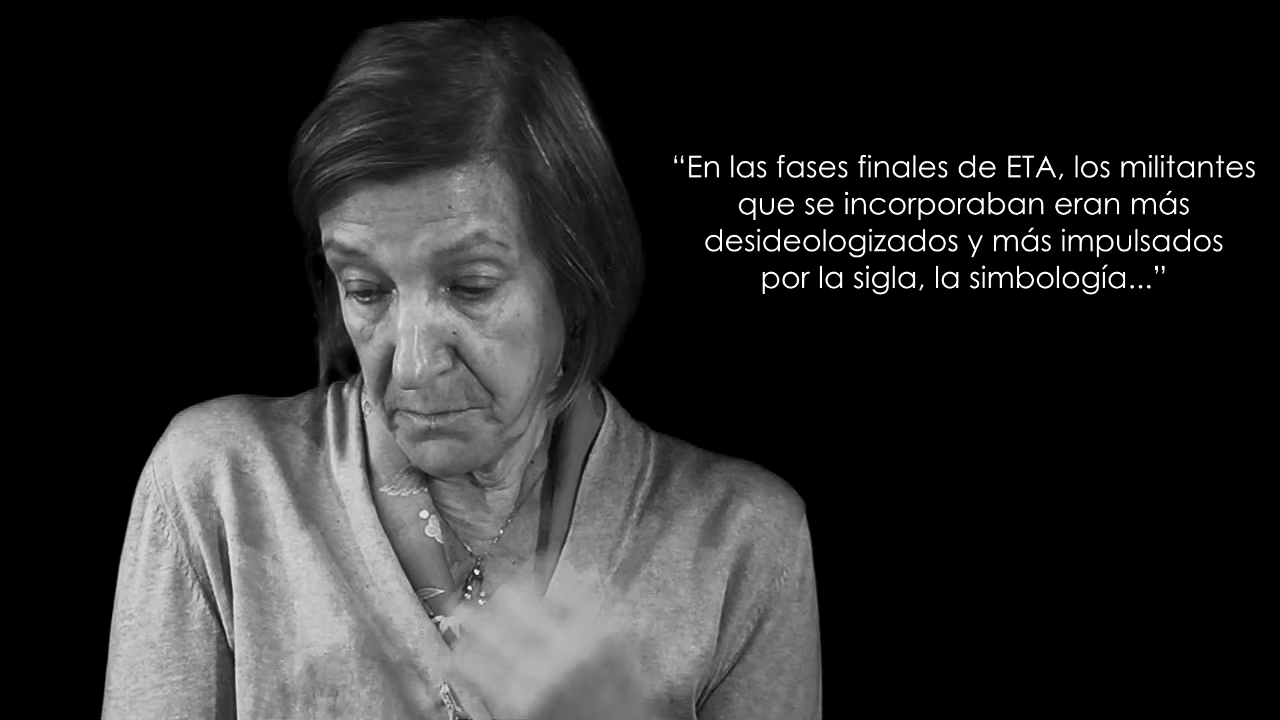 “En las fases finales de ETA, los militantes
que se incorporaban eran más
desideologizados y más impulsados
por la sigla, la simbología...”